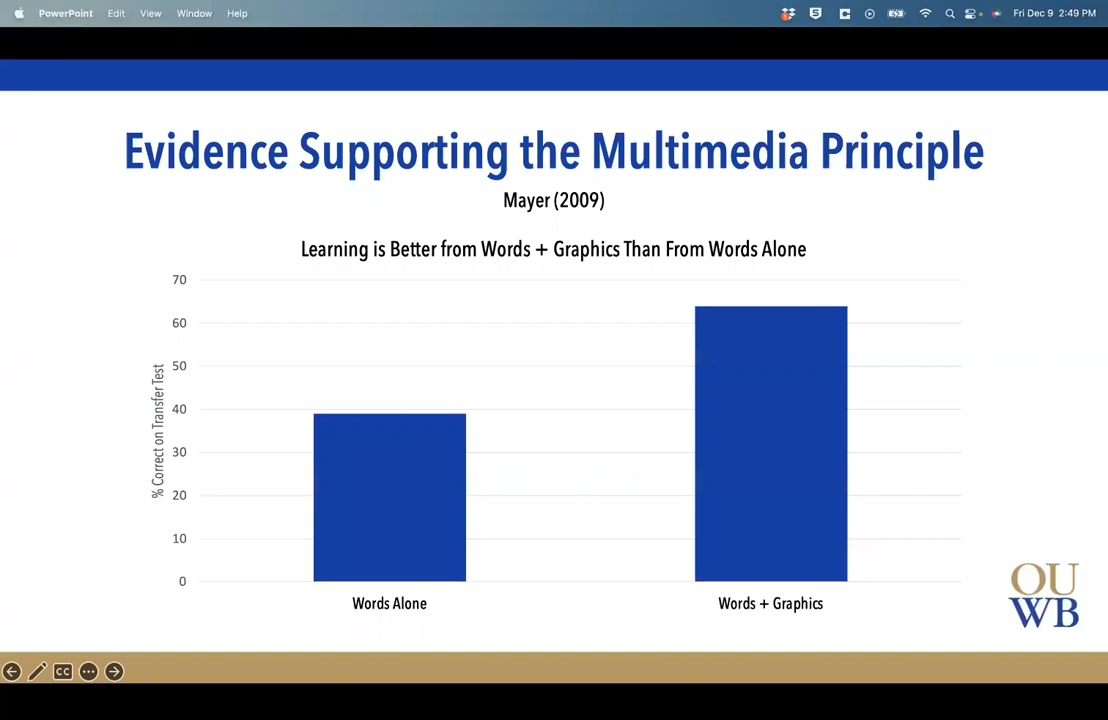 PowerPoint Edit View Window Help Fri Dec 9 2:49 PM
Evidence Supporting the Multimedia Principle
Mayer (2009)
Learning is Better from Words + Graphics Than From Words Alone
% Correct on Transfer Test
70
60
50
40
30
20
10
0
Words Alone
Words + Graphics
OU
WB
CC